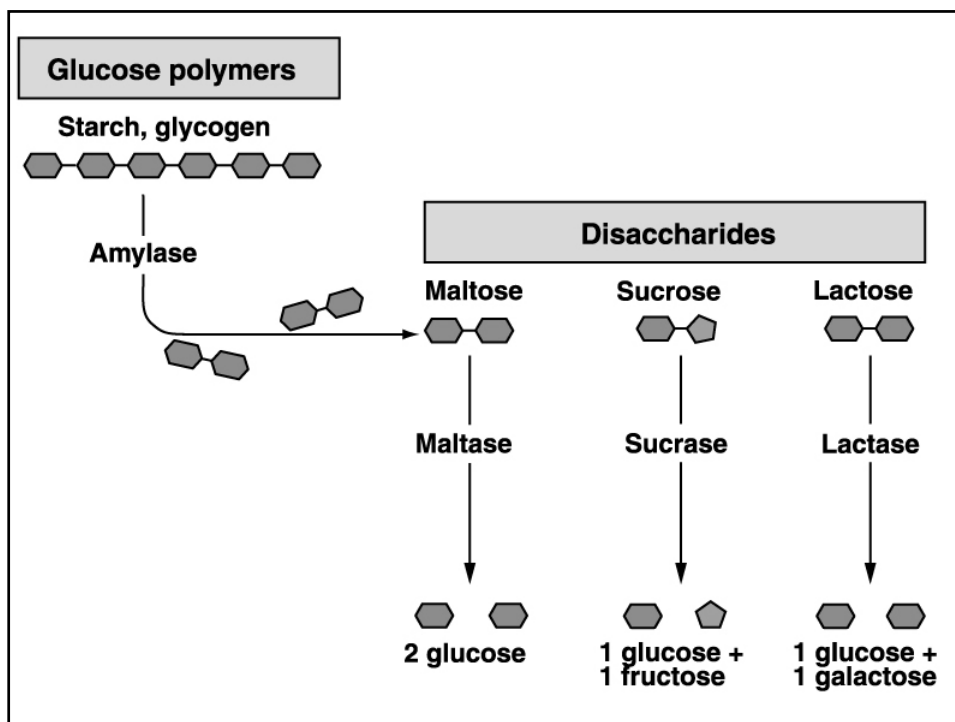 Glucose polymers
Starch, glycogen
Amylase
Disaccharides
Maltose
Sucrose
Lactose
Maltase
Sucrase
Lactase
2 glucose
1 glucose +
1 fructose
1 glucose +
1 galactose